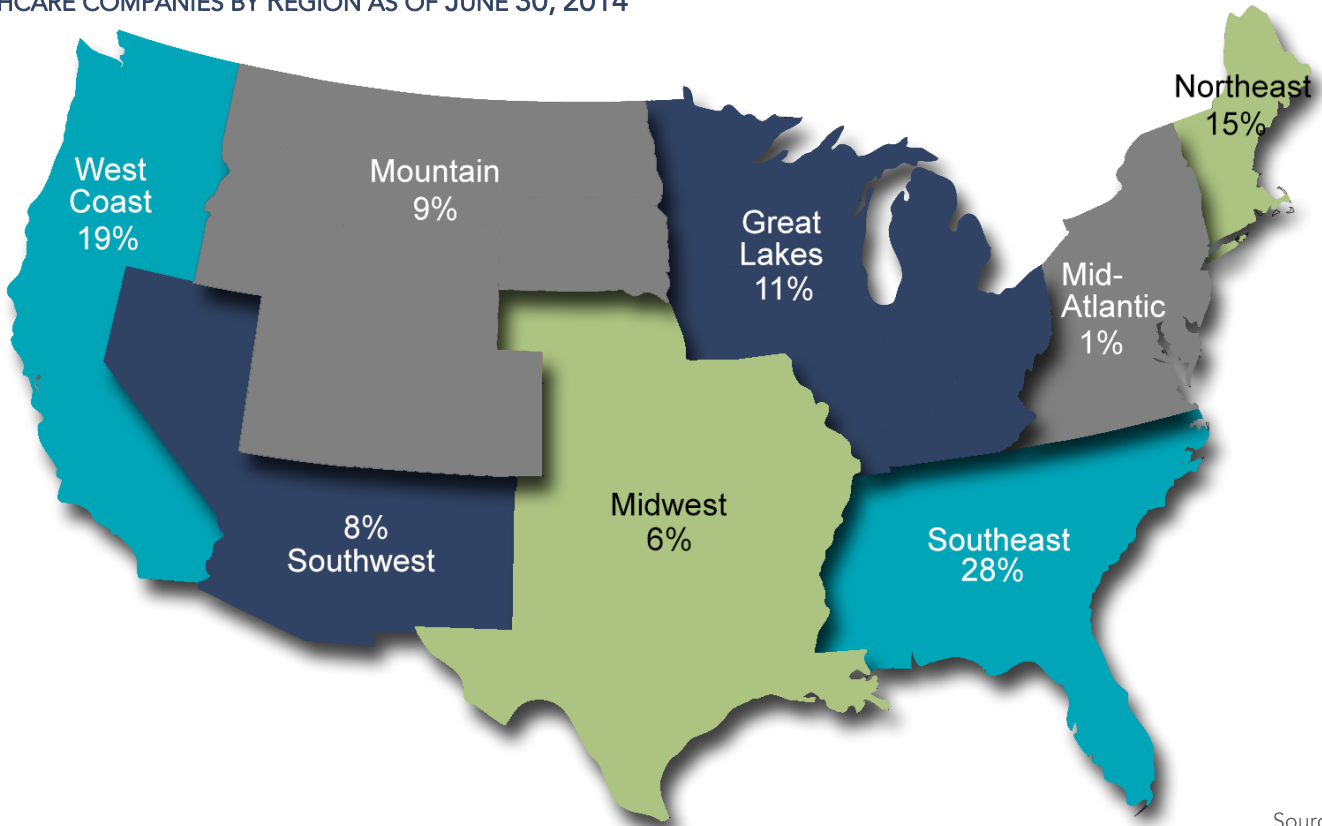 HCARE COMPANIES BY REGION AS OF JUNE 30, 2014
Northeast
15%
West
Coast
19%
Mountain
9%
Great
Lakes
11%
Mid-
Atlantic
1%
Midwest
6%
8%
Southwest
Southeast
28%
Sourc